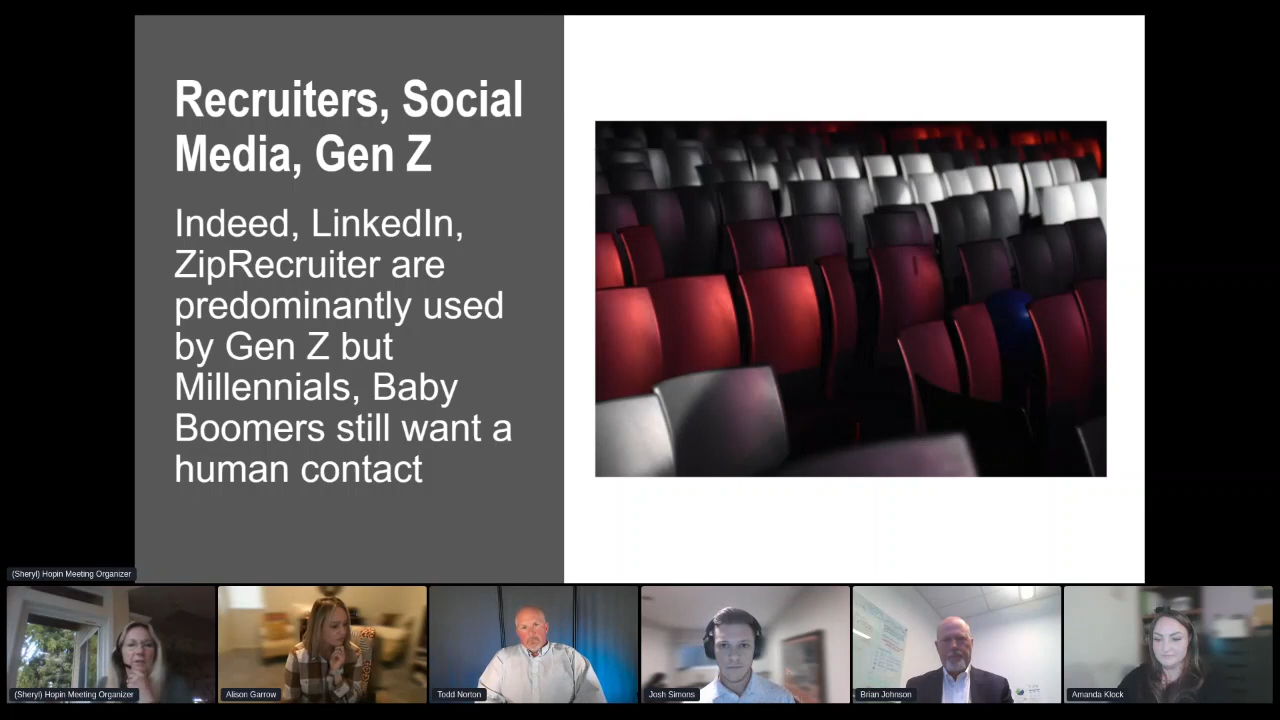 Recruiters, Social
Media, Gen Z
Indeed, LinkedIn,
ZipRecruiter are
predominantly used
by Gen Z but
Millennials, Baby
Boomers still want a
human contact
(Sheryl) Hopin Meeting Organizer
(Sheryl) Hopin Meeting Organizer
Alison Garrow
Todd Norton
Josh Simons
Brian Johnson
Amanda Klock